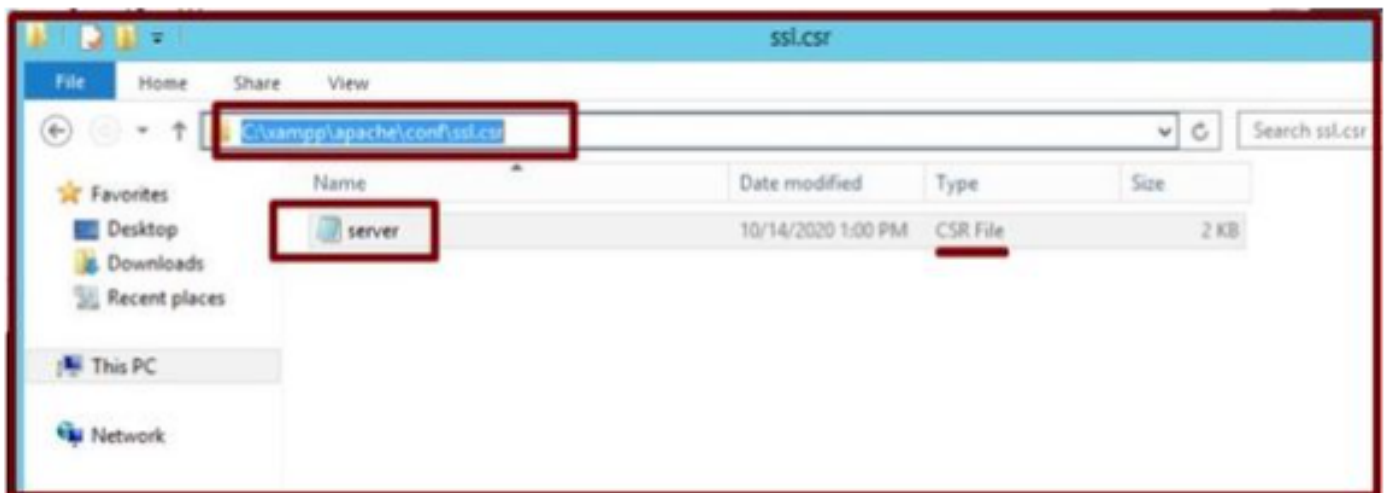 ssl.csr
File Home Share View
C:\xampp\apache\conf\ssl.csr Search ssl.csr
Name Date modified Type Size
server 10/14/2020 1:00 PM CSR File 2 KB
Favorites
Desktop
Downloads
Recent places
This PC
Network